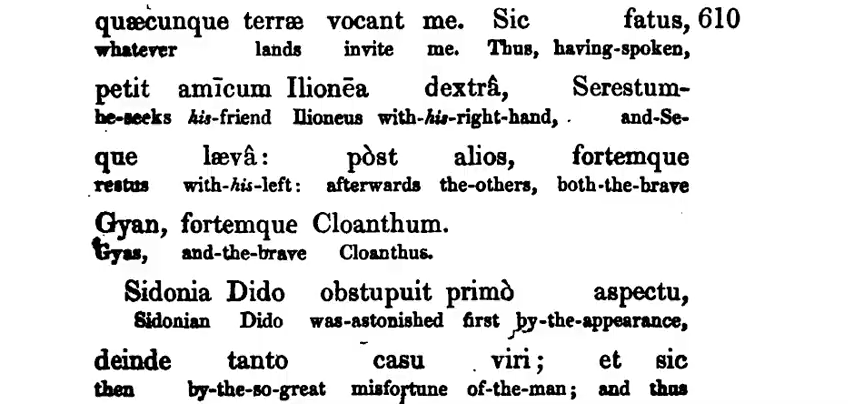 quæcunque terræ vocant me. Sic fatus, 610
whatever lands invite me. Thus, having-spoken,
petit amīcum Ilionēa dextrâ, Serestum-
he-seeks his-friend Ilioneus with-his-right-hand, and-Se-
que lævâ: pòst alios, fortemque
restus with-his-left: afterwards the-others, both-the-brave
Gyan, fortemque Cloanthum.
Gyas, and-the-brave Cloanthus.
Sidonia Dido obstupuit primò aspectu,
Sidonian Dido was-astonished first by-the-appearance,
deinde tanto casu viri; et sic
then by-the-so-great misfortune of-the-man; and thus